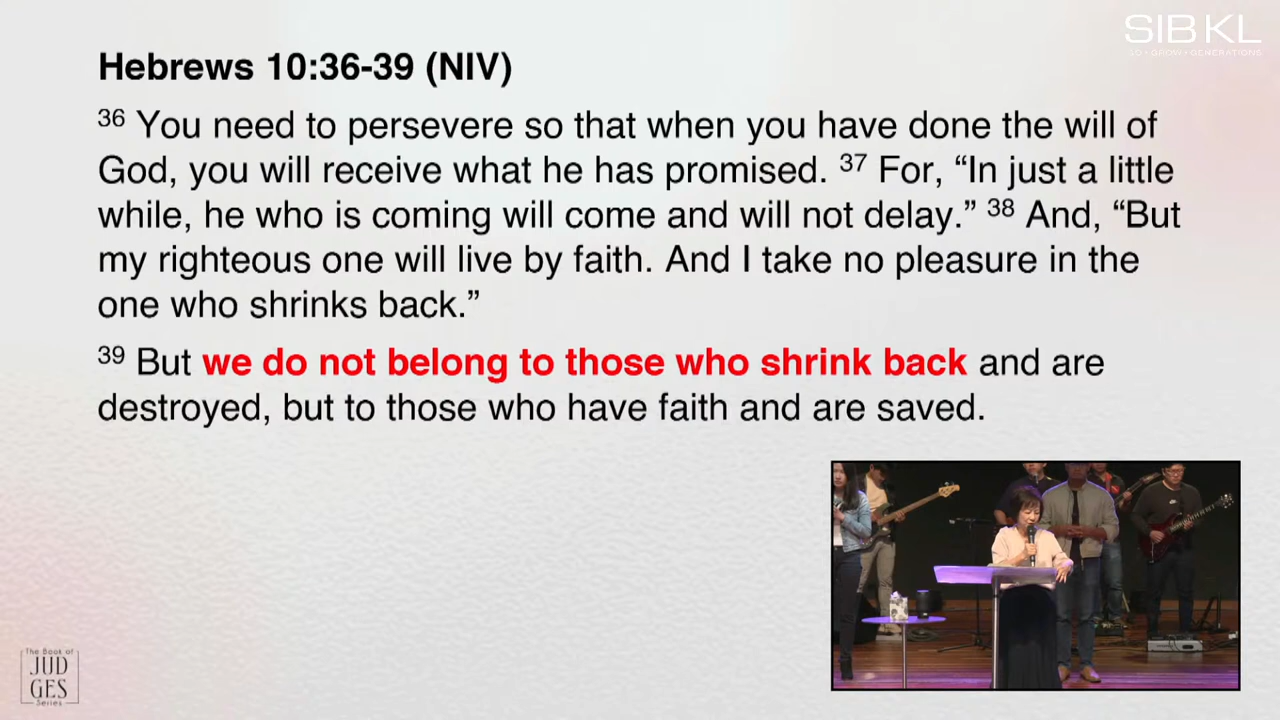 SIBKL
GO • GROW • GENERATIONS
Hebrews 10:36-39 (NIV)
36 You need to persevere so that when you have done the will of
God, you will receive what he has promised. 37 For, “In just a little
while, he who is coming will come and will not delay.” 38 And, “But
my righteous one will live by faith. And I take no pleasure in the
one who shrinks back.”
39 But we do not belong to those who shrink back and are
destroyed, but to those who have faith and are saved.
The Book of
JUD
GES
Series